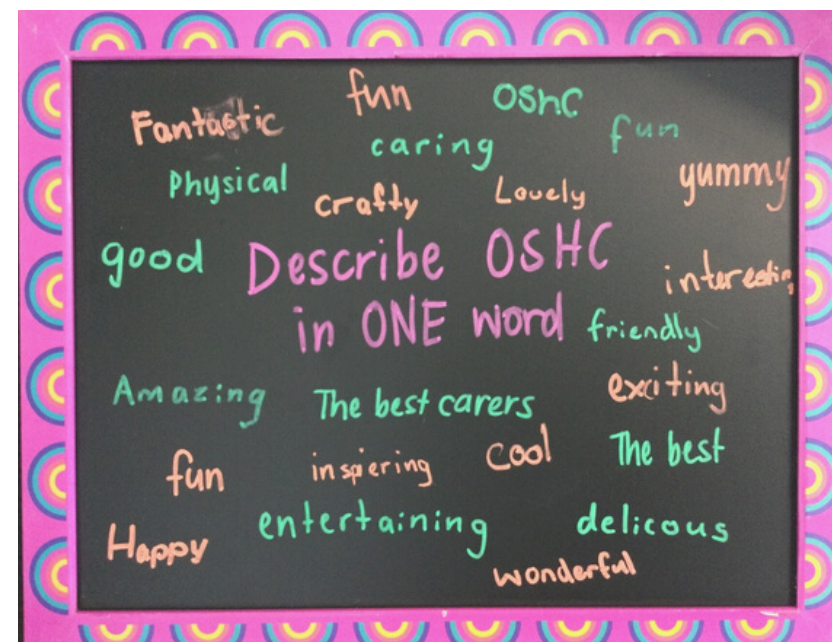 fun
OShC
Fantastic
fun
caring
Physical
yummy
crafty
Lovely
good
Describe OSHC
interesting
in ONE word
friendly
Amazing
The best carers
exciting
fun
inspiering
cool
The best
entertaining
delicous
Happy
wonderful